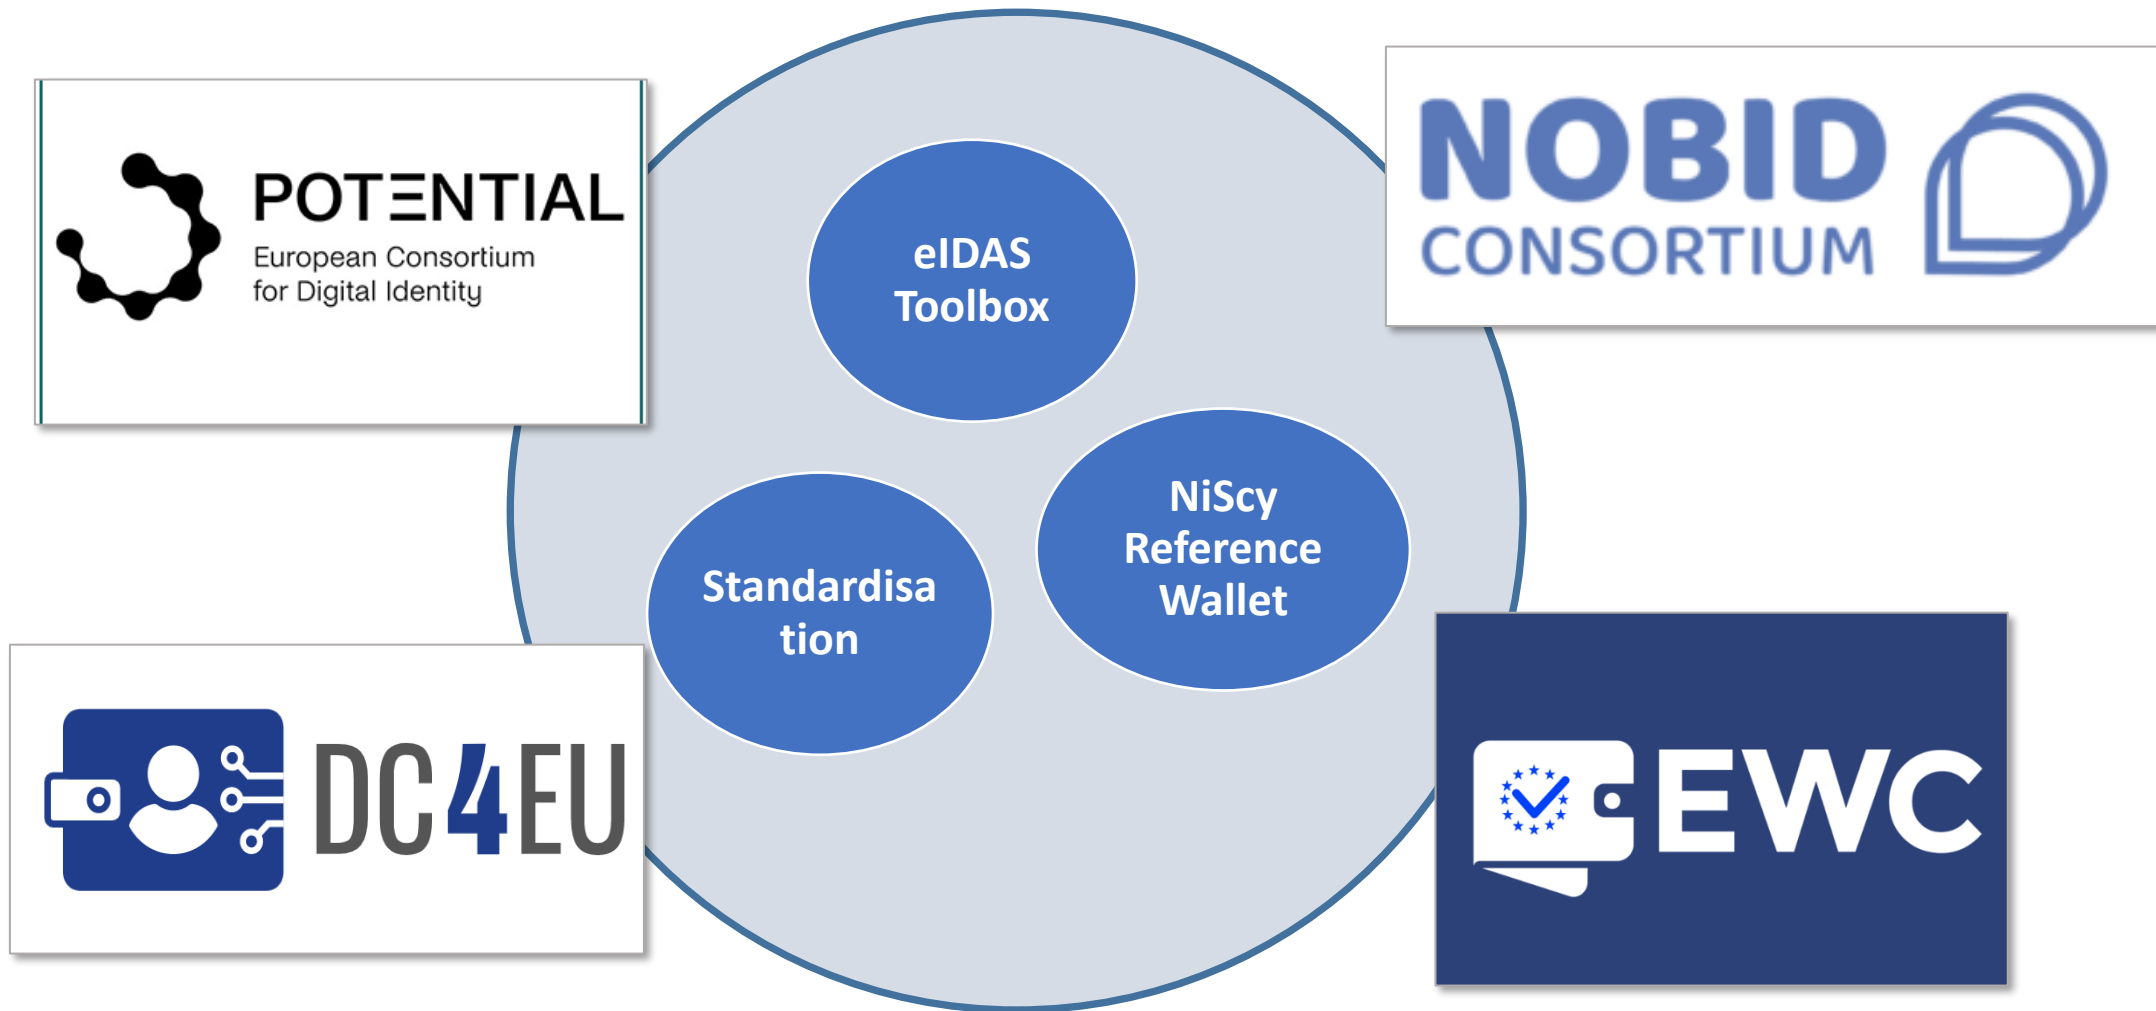 POTENTIAL
European Consortium
for Digital Identity
NOBID
CONSORTIUM
eIDAS
Toolbox
NiScy
Reference
Wallet
Standardisa
tion
DC4EU
EWC